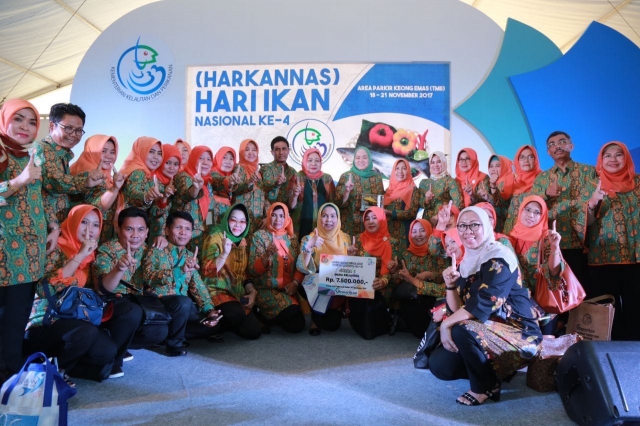 KEMENTERIAN KELAUTAN DAN PERIKANAN
(HARKANNAS)
HARI IKAN
NASIONAL KE-4
AREA PARKIR KEONG EMAS (TMII)
18 - 21 NOVEMBER 2017
Rp. 7.500.000,-